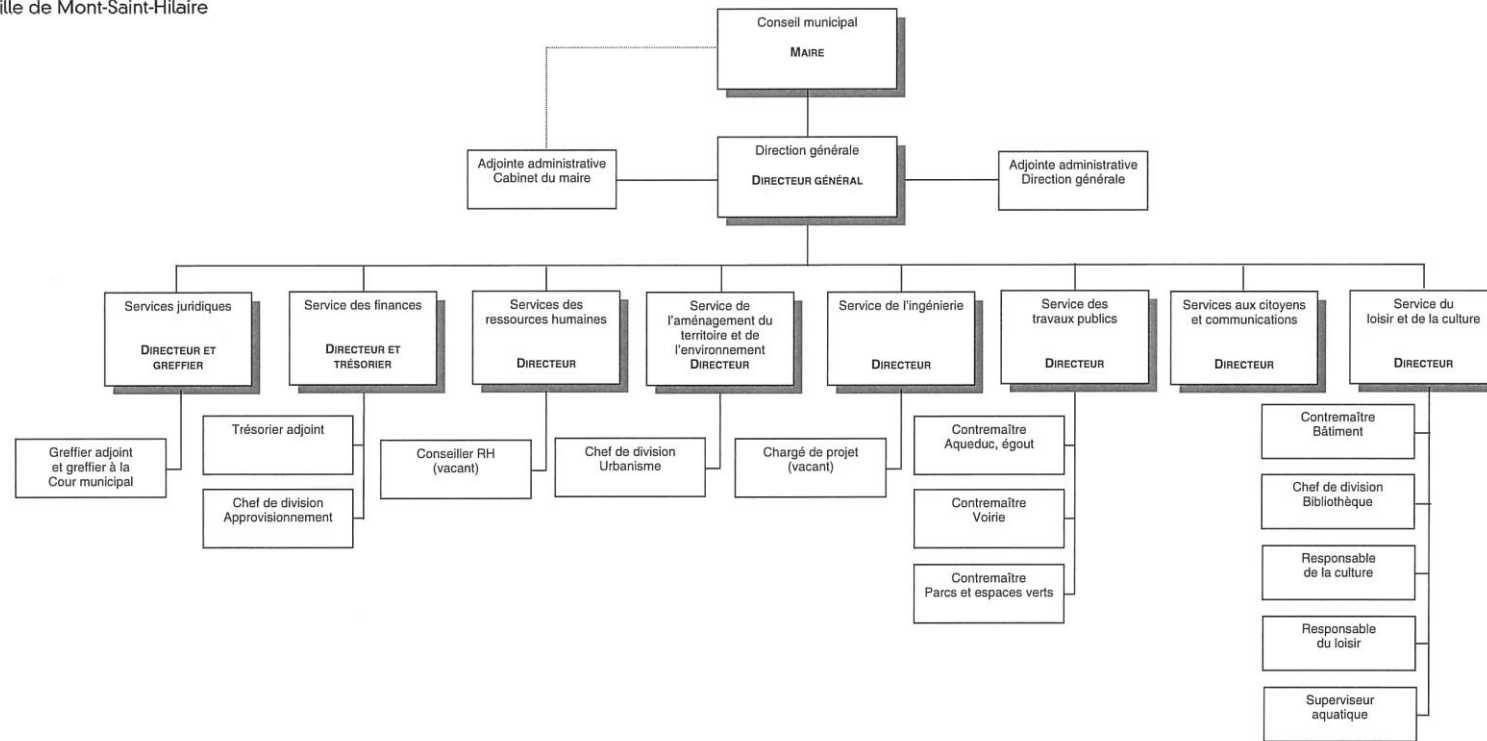 ille de Mont-Saint-Hilaire
Conseil municipal
MAIRE
Adjointe administrative
Cabinet du maire
Direction générale
DIRECTEUR GÉNÉRAL
Adjointe administrative
Direction générale
Services juridiques
DIRECTEUR ET
GREFFIER
Service des finances
DIRECTEUR ET
TRÉSORIER
Services des
ressources humaines
DIRECTEUR
Service de
l'aménagement du
territoire et de
l'environnement
DIRECTEUR
Service de l'ingénierie
DIRECTEUR
Service des
travaux publics
DIRECTEUR
Services aux citoyens
et communications
DIRECTEUR
Service du
loisir et de la culture
DIRECTEUR
Greffier adjoint
et greffier à la
Cour municipal
Trésorier adjoint
Chef de division
Approvisionnement
Conseiller RH
(vacant)
Chef de division
Urbanisme
Chargé de projet
(vacant)
Contremaître
Aqueduc, égout
Contremaître
Voirie
Contremaître
Parcs et espaces verts
Contremaître
Bâtiment
Chef de division
Bibliothèque
Responsable
de la culture
Responsable
du loisir
Superviseur
aquatique